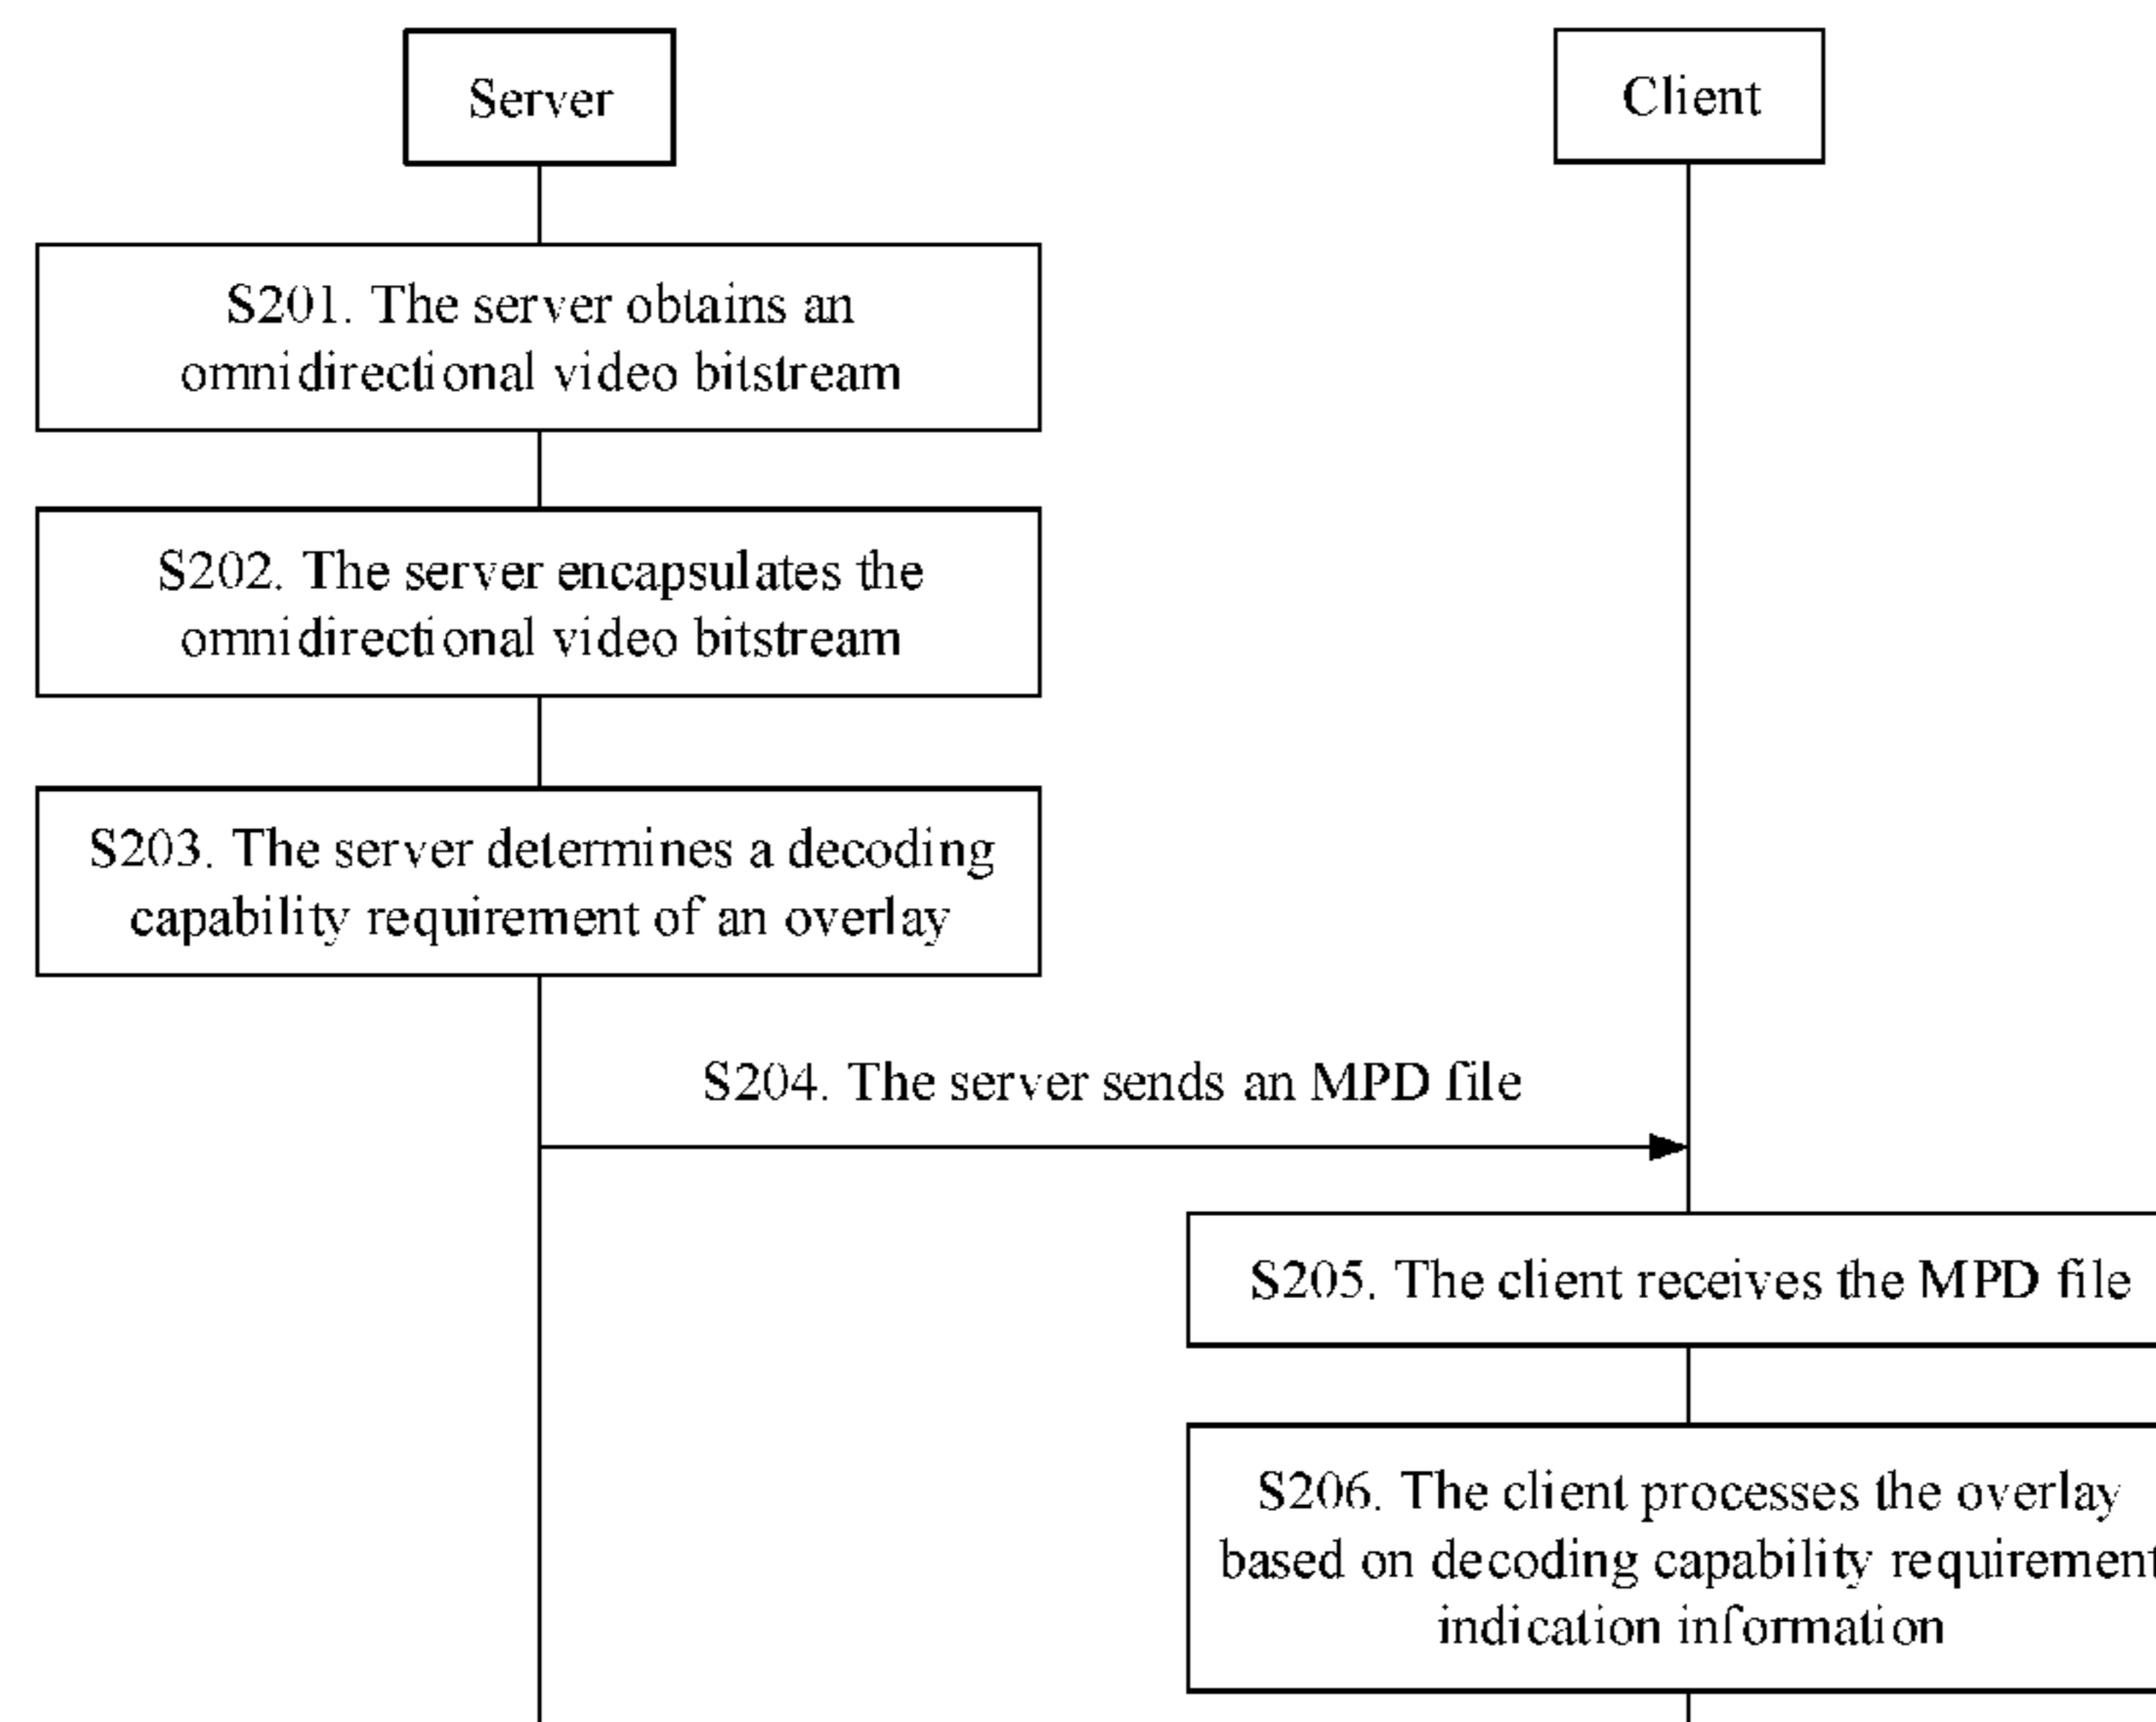 Server
Client
S201. The server obtains an
omnidirectional video bitstream
S202. The server encapsulates the
omnidirectional video bitstream
S203. The server determines a decoding
capability requirement of an overlay
S204. The server sends an MPD file
S205. The client receives the MPD file
S206. The client processes the overlay
based on decoding capability requirement
indication information